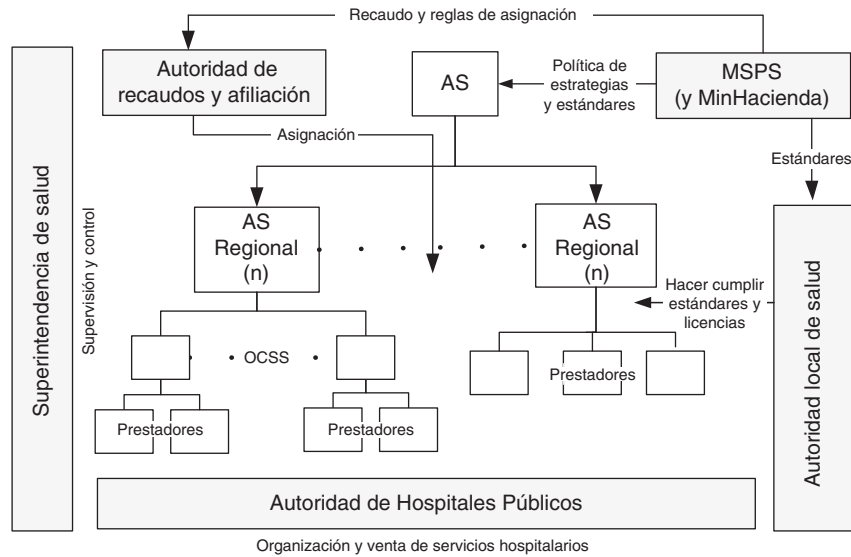 Recaudo y reglas de asignación
Autoridad de
recaudos y afiliación
AS
Política de
estrategias
y estándares
MSPS
(y MinHacienda)
Asignación
Estándares
Superintendencia de salud
Supervisión y control
AS
Regional
(n)
AS
Regional
(n)
Hacer cumplir
estándares y
licencias
Autoridad local de salud
OCSS
Prestadores
Prestadores
Prestadores
Autoridad de Hospitales Públicos
Organización y venta de servicios hospitalarios